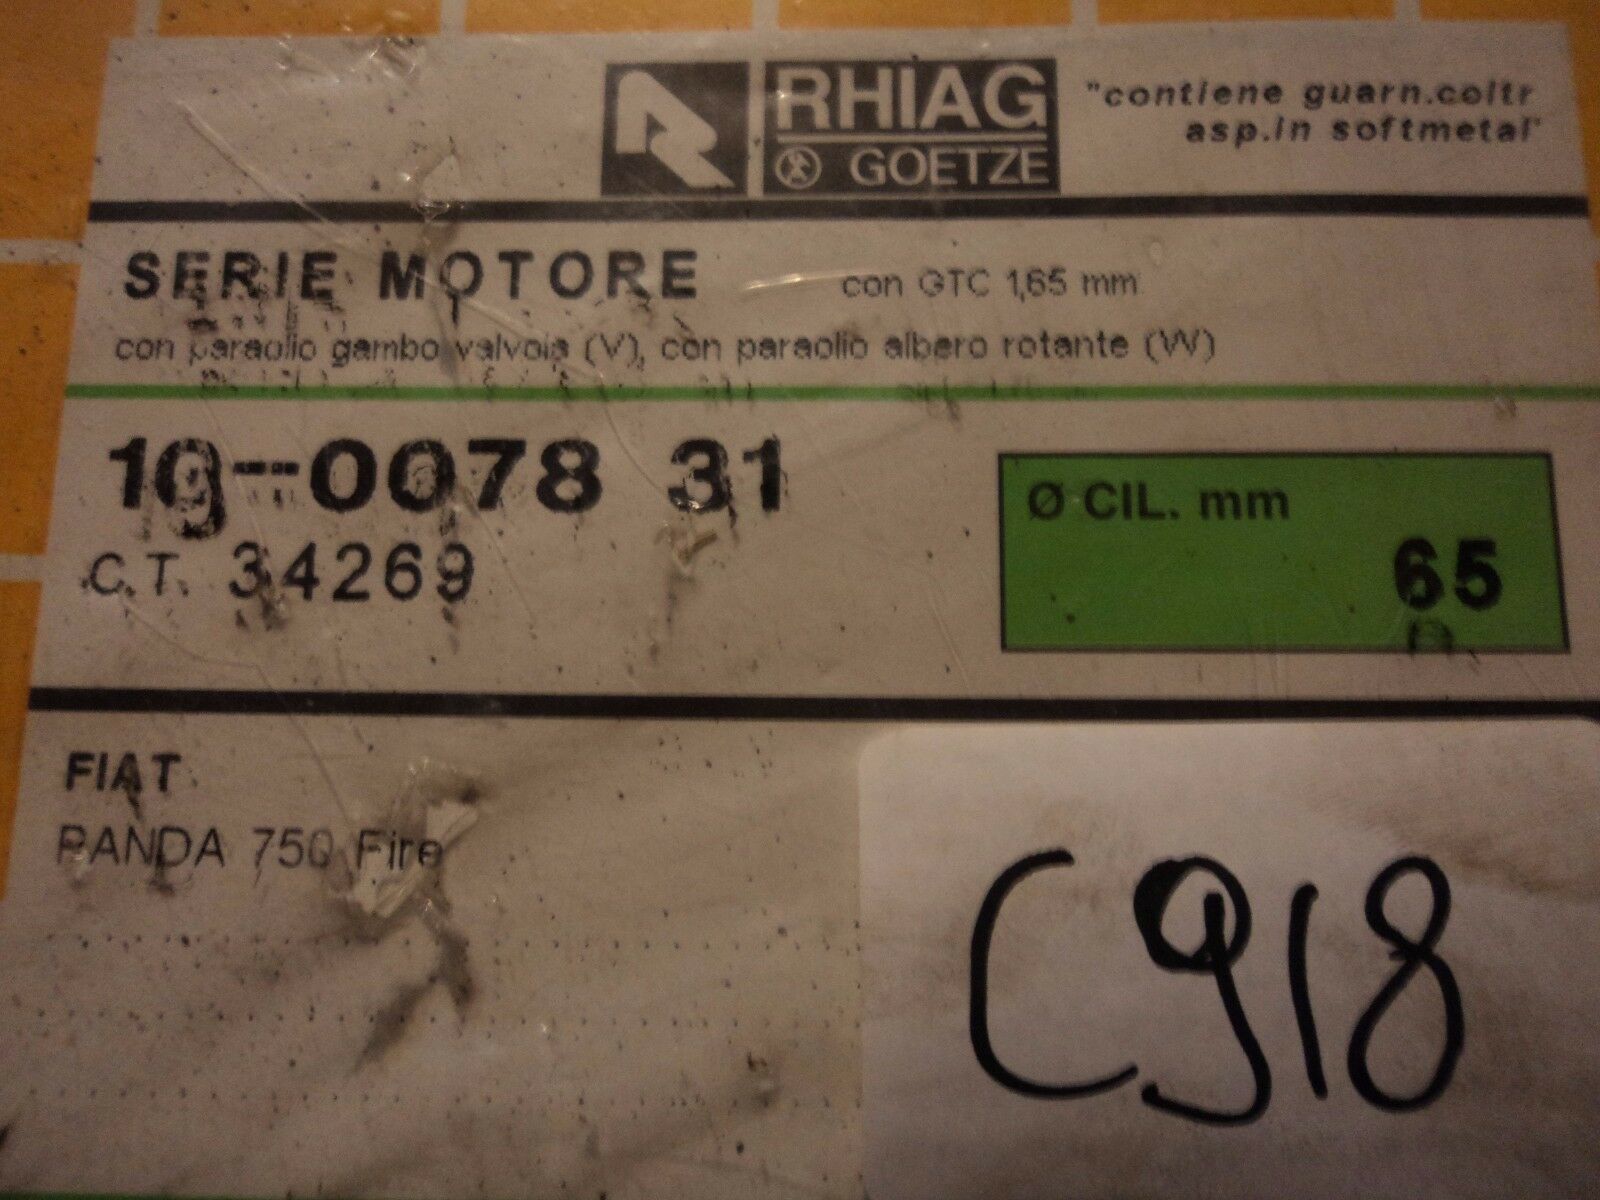 RHIAG
GOETZE
"contiene guarn.coltr
asp.in softmetal"
SERIE MOTORE con GTC 1,65 mm
con paraolio gambo valvola (V), con paraolio albero rotante (W)
10-0078 31
C.T. 34269
Ø CIL. mm
65
FIAT
PANDA 750 Fire
C918